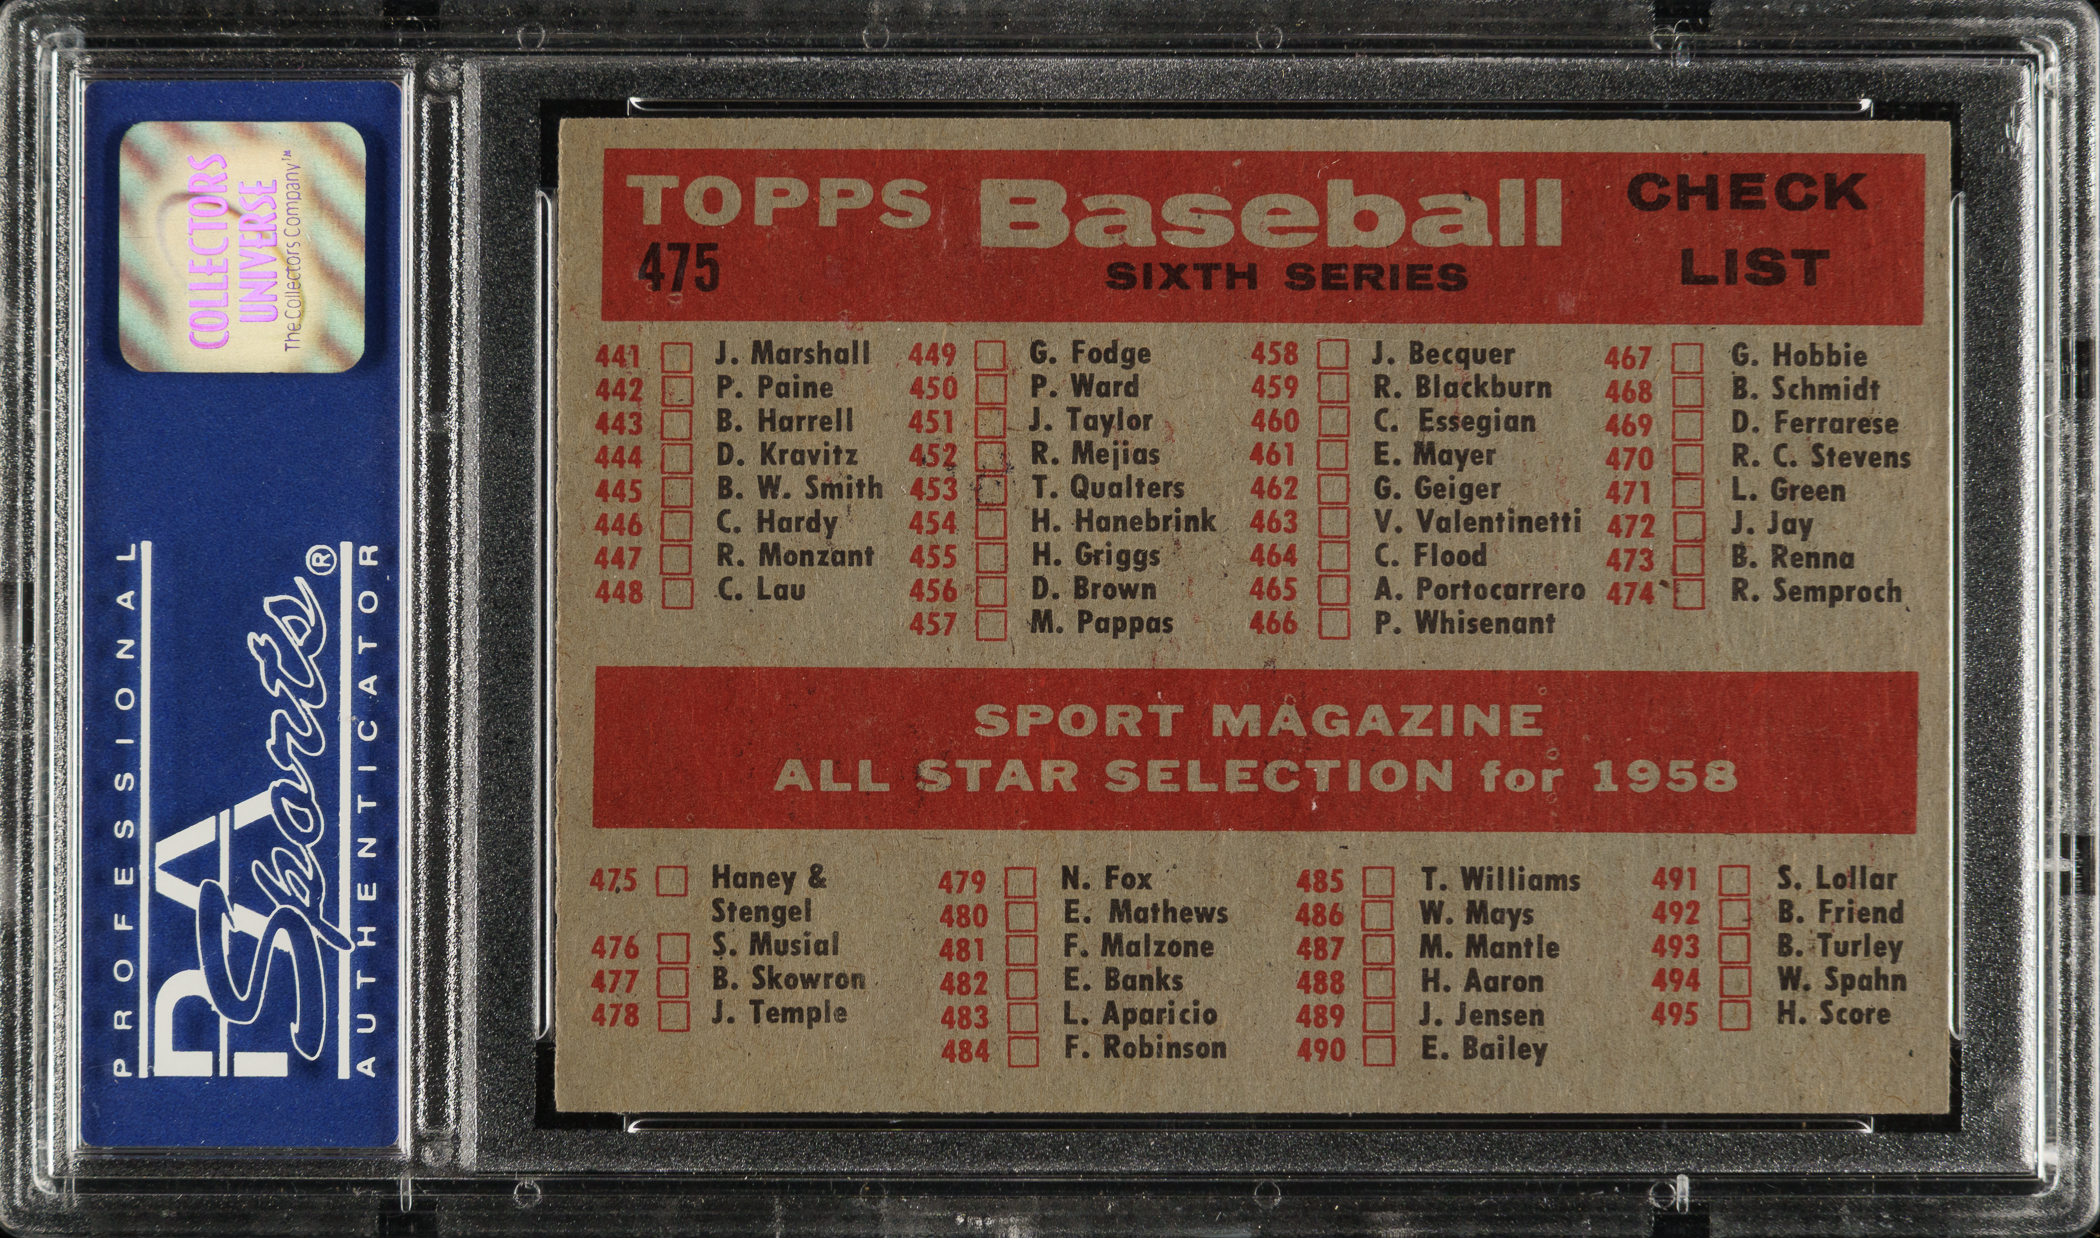 COLLECTORS
UNIVERSE
The Collectors Company™
PROFESSIONAL
PSA
Sports®
AUTHENTICATOR
TOPPS Baseball CHECK
475 SIXTH SERIES LIST
441 J. Marshall
442 P. Paine
443 B. Harrell
444 D. Kravitz
445 B. W. Smith
446 C. Hardy
447 R. Monzant
448 C. Lau
449 G. Fodge
450 P. Ward
451 J. Taylor
452 R. Mejias
453 T. Qualters
454 H. Hanebrink
455 H. Griggs
456 D. Brown
457 M. Pappas
458 J. Becquer
459 R. Blackburn
460 C. Essegian
461 E. Mayer
462 G. Geiger
463 V. Valentinetti
464 C. Flood
465 A. Portocarrero
466 P. Whisenant
467 G. Hobbie
468 B. Schmidt
469 D. Ferrarese
470 R. C. Stevens
471 L. Green
472 J. Jay
473 B. Renna
474 R. Semproch
SPORT MAGAZINE
ALL STAR SELECTION for 1958
475 Haney &
Stengel
476 S. Musial
477 B. Skowron
478 J. Temple
479 N. Fox
480 E. Mathews
481 F. Malzone
482 E. Banks
483 L. Aparicio
484 F. Robinson
485 T. Williams
486 W. Mays
487 M. Mantle
488 H. Aaron
489 J. Jensen
490 E. Bailey
491 S. Lollar
492 B. Friend
493 B. Turley
494 W. Spahn
495 H. Score